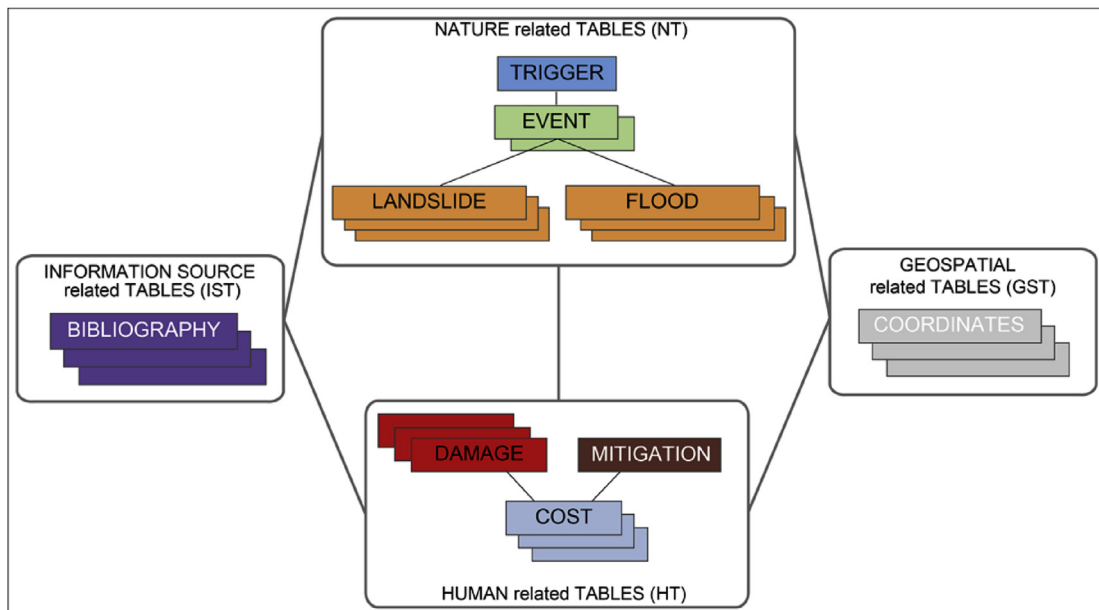 NATURE related TABLES (NT)
TRIGGER
EVENT
LANDSLIDE
FLOOD
INFORMATION SOURCE
related TABLES (IST)
BIBLIOGRAPHY
GEOSPATIAL
related TABLES (GST)
COORDINATES
DAMAGE
MITIGATION
COST
HUMAN related TABLES (HT)